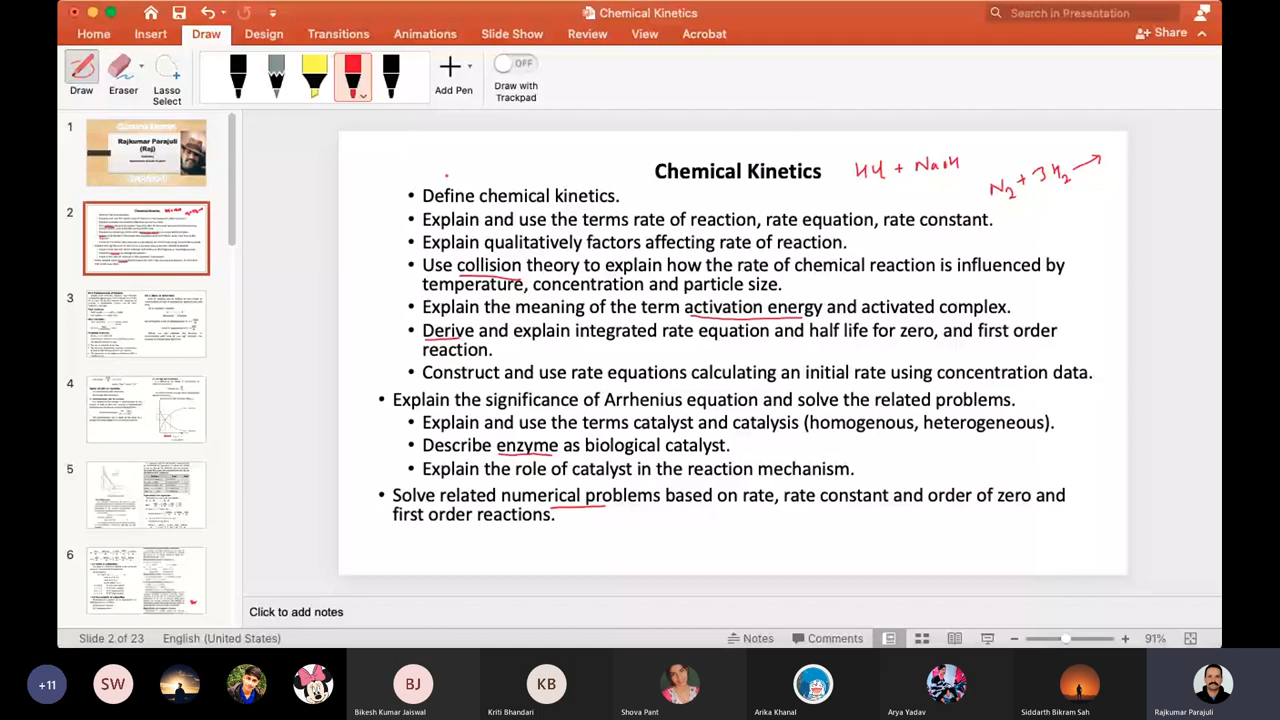 Chemical Kinetics
Search in Presentation
Home Insert Draw Design Transitions Animations Slide Show Review View Acrobat
Share
OFF
Draw Eraser Lasso Select Add Pen Draw with Trackpad
1
Rajkumar Parajuli
(Raj)
2
3
4
5
6
Chemical Kinetics
N2 + 3H2 →
• Define chemical kinetics.
• Explain and use the terms rate of reaction, rate equation, rate constant.
• Explain qualitatively factors affecting rate of reaction.
• Use collision theory to explain how the rate of chemical reaction is influenced by
temperature, concentration and particle size.
• Explain the meaning of the term activation energy and activated complex.
• Derive and explain integrated rate equation and half life for zero, and first order
reaction.
• Construct and use rate equations calculating an initial rate using concentration data.
• Explain the significance of Arrhenius equation and solve the related problems.
• Explain and use the terms catalyst and catalysis (homogenous, heterogeneous).
• Describe enzyme as biological catalyst.
• Explain the role of catalyst in the reaction mechanism.
• Solve related numerical problems based on rate, rate constant and order of zero and
first order reactions.
Click to add notes
Slide 2 of 23 English (United States) Notes Comments 91%
+11 SW BJ KB
Bikesh Kumar Jaiswal Kriti Bhandari Shova Pant Arika Khanal Arya Yadav Siddarth Bikram Sah Rajkumar Parajuli